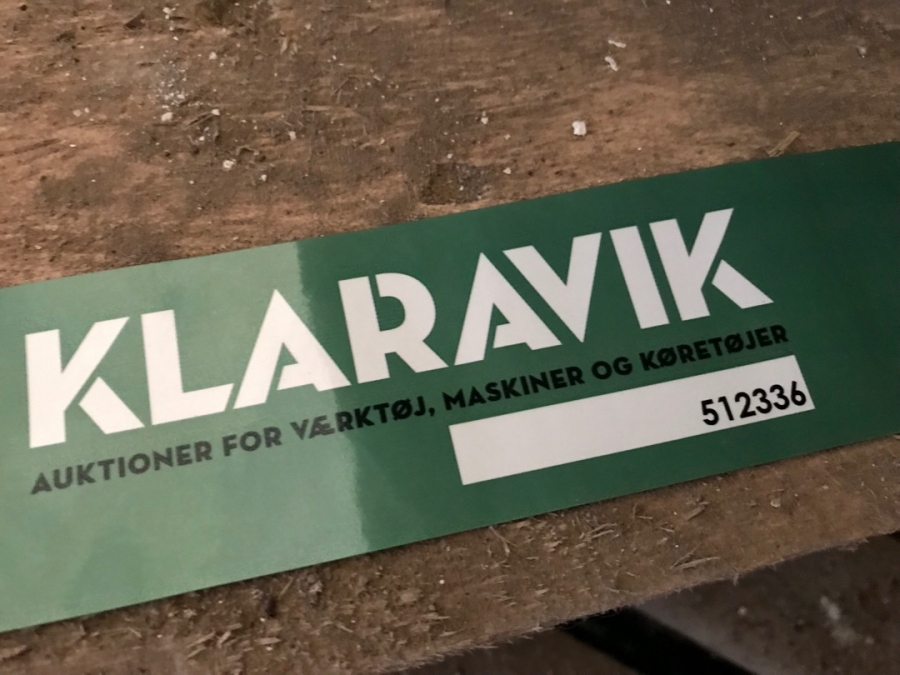 KLARAVIK
AUKTIONER FOR VÆRKTØJ, MASKINER OG KØRETØJER
512336